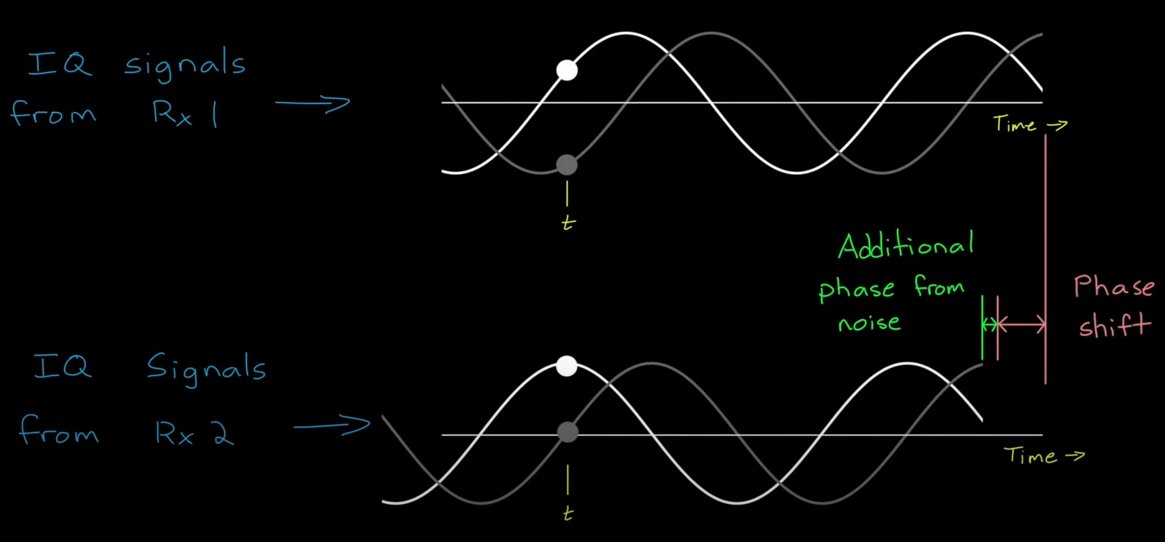 IQ signals
from Rx 1
Time
t
Additional
phase from
noise
Phase
shift
IQ Signals
from Rx 2
Time
t